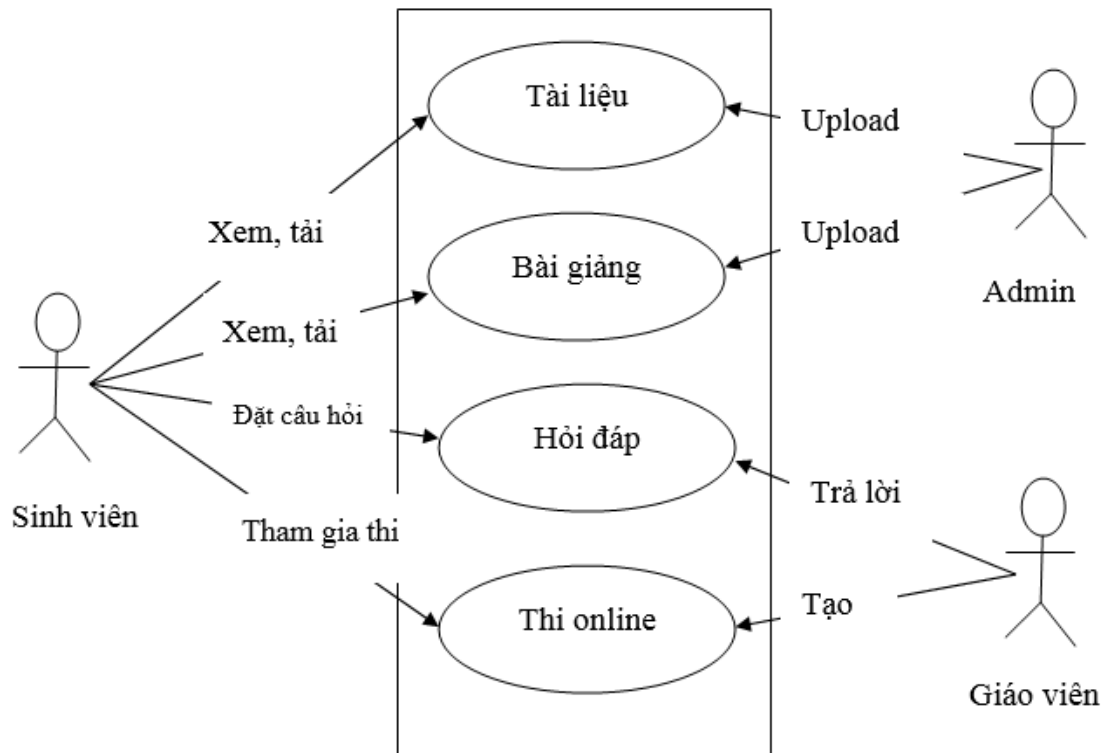 Tài liệu
Upload
Xem, tải
Upload
Bài giảng
Admin
Xem, tải
Đặt câu hỏi
Hỏi đáp
Trả lời
Sinh viên
Tham gia thi
Thi online
Tạo
Giáo viên